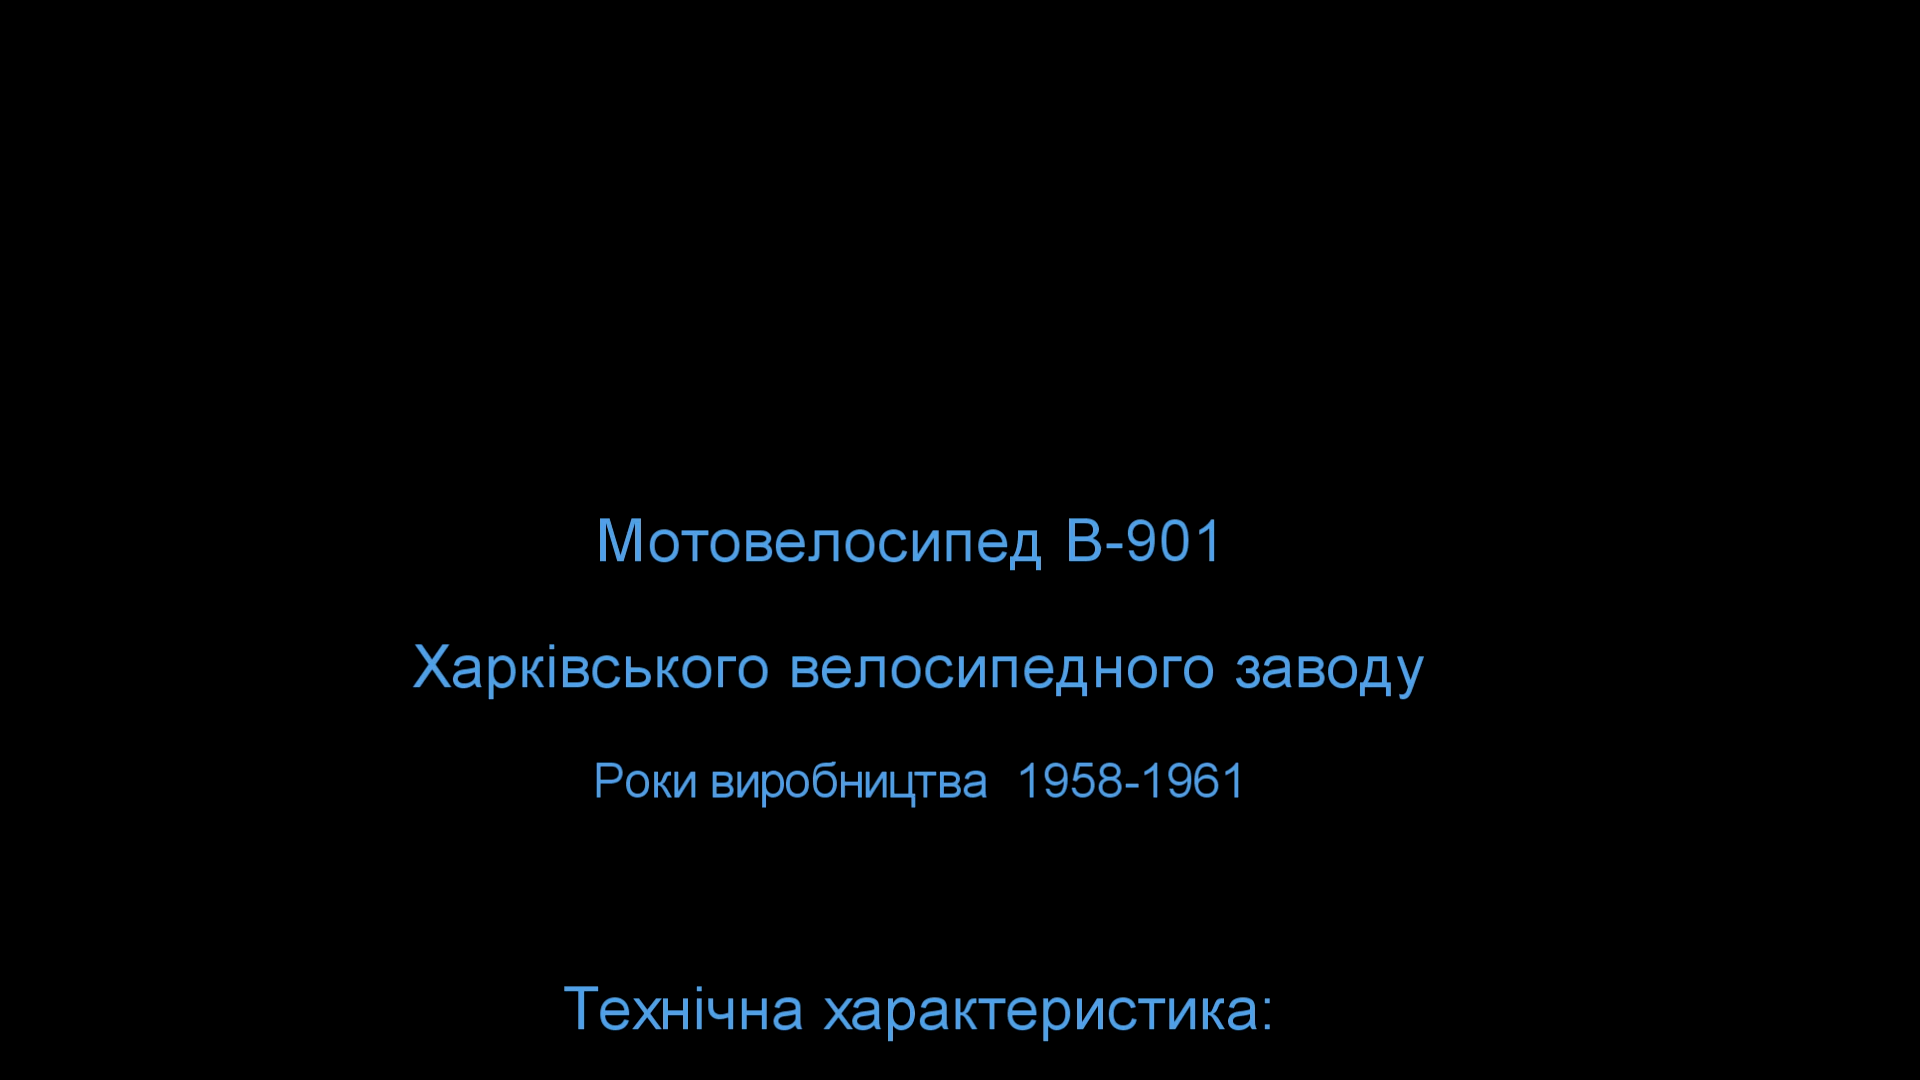 Мотовелосипед В-901
Харківського велосипедного заводу
Роки виробництва 1958-1961
Технічна характеристика: